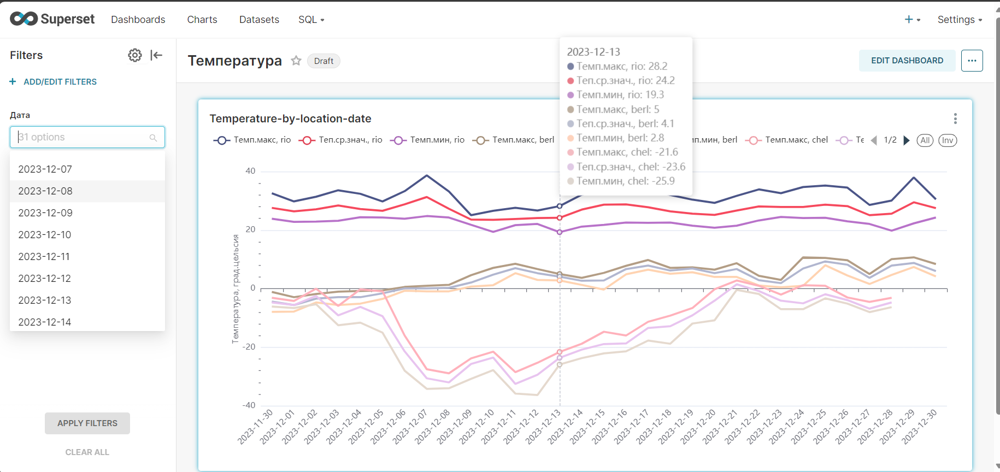 Superset Dashboards Charts Datasets SQL + Settings
Filters
+ ADD/EDIT FILTERS
Дата
31 options
2023-12-07
2023-12-08
2023-12-09
2023-12-10
2023-12-11
2023-12-12
2023-12-13
2023-12-14
APPLY FILTERS
CLEAR ALL
Температура Draft
EDIT DASHBOARD ...
2023-12-13
Темп.макс, rio: 28.2
Теп.ср.знач., rio: 24.2
Темп.мин, rio: 19.3
Темп.макс, berl: 5
Теп.ср.знач., berl: 4.1
Темп.мин, berl: 2.8
Темп.макс, chel: -21.6
Теп.ср.знач., chel: -23.6
Темп.мин, chel: -25.9
Temperature-by-location-date
Темп.макс, rio Теп.ср.знач., rio Темп.мин, rio Темп.макс, berl п.мин, berl Темп.макс, chel Те 1/2 All Inv
Температура, град.цельсия
40
20
0
-20
-40
2023-11-30
2023-12-01
2023-12-02
2023-12-03
2023-12-04
2023-12-05
2023-12-06
2023-12-07
2023-12-08
2023-12-09
2023-12-10
2023-12-11
2023-12-12
2023-12-13
2023-12-14
2023-12-15
2023-12-16
2023-12-17
2023-12-18
2023-12-19
2023-12-20
2023-12-21
2023-12-22
2023-12-23
2023-12-24
2023-12-25
2023-12-26
2023-12-27
2023-12-28
2023-12-29
2023-12-30